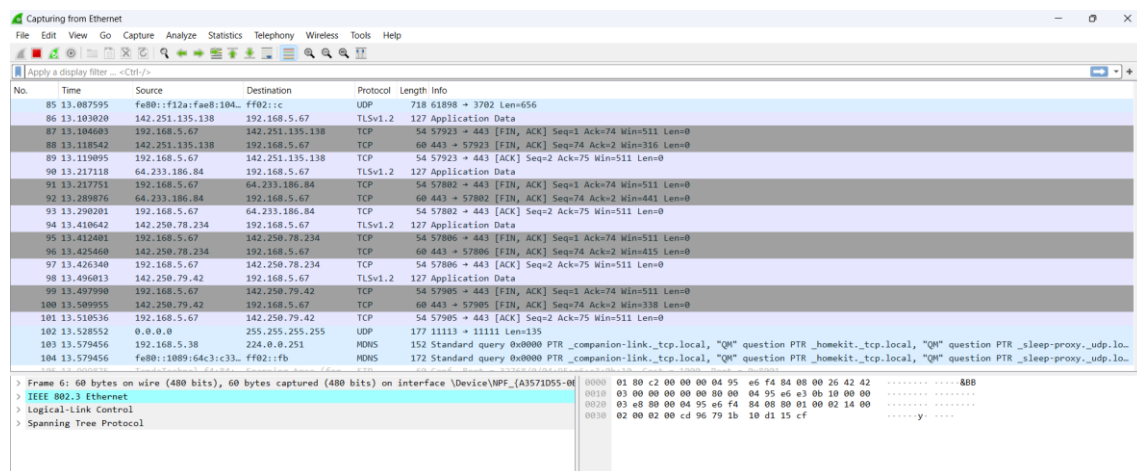 Capturing from Ethernet
File Edit View Go Capture Analyze Statistics Telephony Wireless Tools Help
Apply a display filter ... <Ctrl-/>
No. Time Source Destination Protocol Length Info
85 13.087595 fe80::f12a:fae8:104… ff02::c UDP 718 61898 → 3702 Len=656
86 13.103020 142.251.135.138 192.168.5.67 TLSv1.2 127 Application Data
87 13.104603 192.168.5.67 142.251.135.138 TCP 54 57923 → 443 [FIN, ACK] Seq=1 Ack=74 Win=511 Len=0
88 13.118542 142.251.135.138 192.168.5.67 TCP 60 443 → 57923 [FIN, ACK] Seq=74 Ack=2 Win=316 Len=0
89 13.119095 192.168.5.67 142.251.135.138 TCP 54 57923 → 443 [ACK] Seq=2 Ack=75 Win=511 Len=0
90 13.217118 64.233.186.84 192.168.5.67 TLSv1.2 127 Application Data
91 13.217751 192.168.5.67 64.233.186.84 TCP 54 57802 → 443 [FIN, ACK] Seq=1 Ack=74 Win=511 Len=0
92 13.289876 64.233.186.84 192.168.5.67 TCP 60 443 → 57802 [FIN, ACK] Seq=74 Ack=2 Win=441 Len=0
93 13.290201 192.168.5.67 64.233.186.84 TCP 54 57802 → 443 [ACK] Seq=2 Ack=75 Win=511 Len=0
94 13.410642 142.250.78.234 192.168.5.67 TLSv1.2 127 Application Data
95 13.412401 192.168.5.67 142.250.78.234 TCP 54 57806 → 443 [FIN, ACK] Seq=1 Ack=74 Win=511 Len=0
96 13.425460 142.250.78.234 192.168.5.67 TCP 60 443 → 57806 [FIN, ACK] Seq=74 Ack=2 Win=415 Len=0
97 13.426340 192.168.5.67 142.250.78.234 TCP 54 57806 → 443 [ACK] Seq=2 Ack=75 Win=511 Len=0
98 13.496013 142.250.79.42 192.168.5.67 TLSv1.2 127 Application Data
99 13.497990 192.168.5.67 142.250.79.42 TCP 54 57905 → 443 [FIN, ACK] Seq=1 Ack=74 Win=511 Len=0
100 13.509955 142.250.79.42 192.168.5.67 TCP 60 443 → 57905 [FIN, ACK] Seq=74 Ack=2 Win=338 Len=0
101 13.510536 192.168.5.67 142.250.79.42 TCP 54 57905 → 443 [ACK] Seq=2 Ack=75 Win=511 Len=0
102 13.528552 0.0.0.0 255.255.255.255 UDP 177 11113 → 11111 Len=135
103 13.579456 192.168.5.38 224.0.0.251 MDNS 152 Standard query 0x0000 PTR _companion-link._tcp.local, "QM" question PTR _homekit._tcp.local, "QM" question PTR _sleep-proxy._udp.lo…
104 13.579456 fe80::1089:64c3:c33… ff02::fb MDNS 172 Standard query 0x0000 PTR _companion-link._tcp.local, "QM" question PTR _homekit._tcp.local, "QM" question PTR _sleep-proxy._udp.lo…
> Frame 6: 60 bytes on wire (480 bits), 60 bytes captured (480 bits) on interface \Device\NPF_{A3571D55-0
> IEEE 802.3 Ethernet
> Logical-Link Control
> Spanning Tree Protocol
0000 01 80 c2 00 00 00 04 95 e6 f4 84 08 00 26 42 42 ········ ·····&BB
0010 03 00 00 00 00 00 80 00 04 95 e6 e3 0b 10 00 00 ········ ········
0020 03 e8 80 00 04 95 e6 f4 84 08 80 01 00 02 14 00 ········ ········
0030 02 00 02 00 cd 96 79 1b 10 d1 15 cf ······y· ····